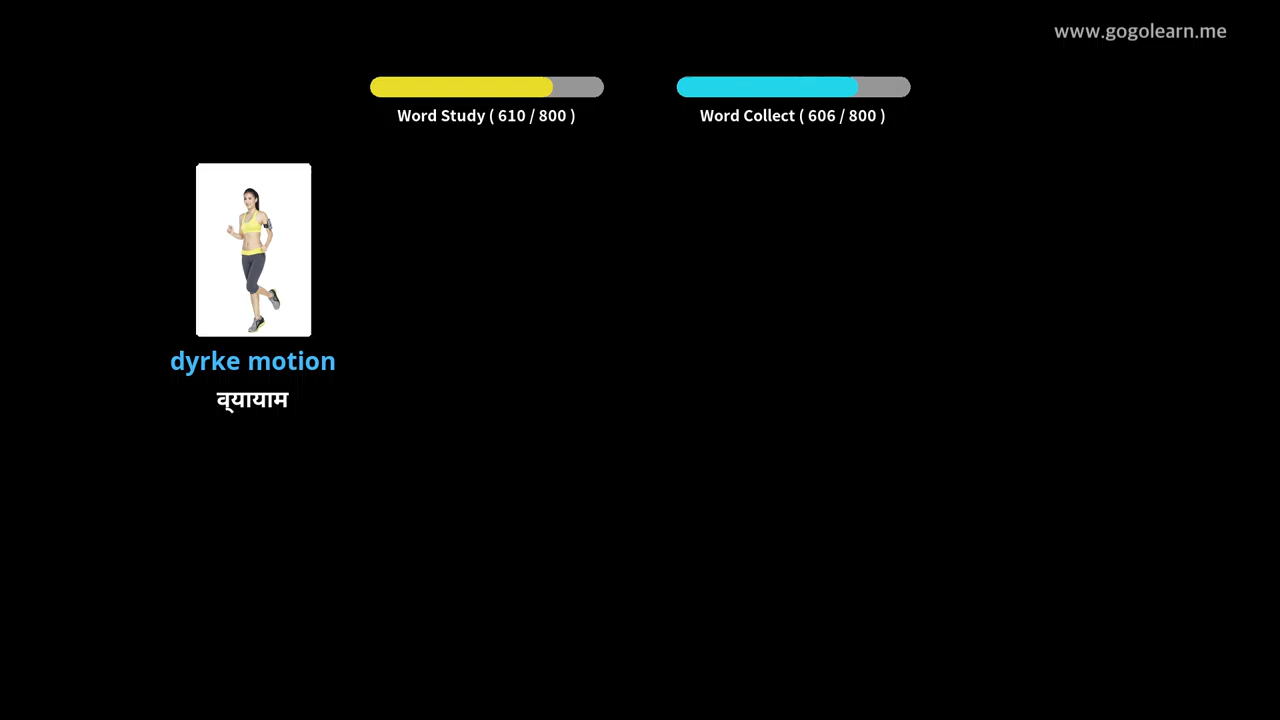 www.gogolearn.me
Word Study ( 610 / 800 )
Word Collect ( 606 / 800 )
dyrke motion
व्यायाम